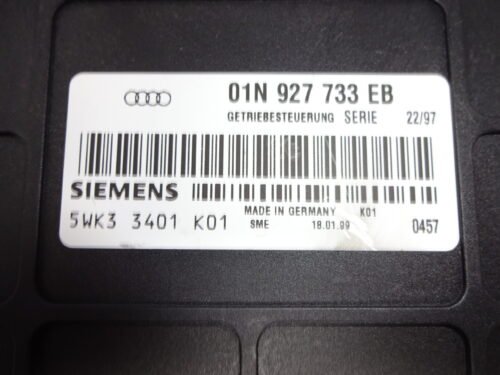 01N 927 733 EB
GETRIEBESTEUERUNG SERIE 22/97
SIEMENS
MADE IN GERMANY K01
5WK3 3401 K01 SME 18.01.99 0457